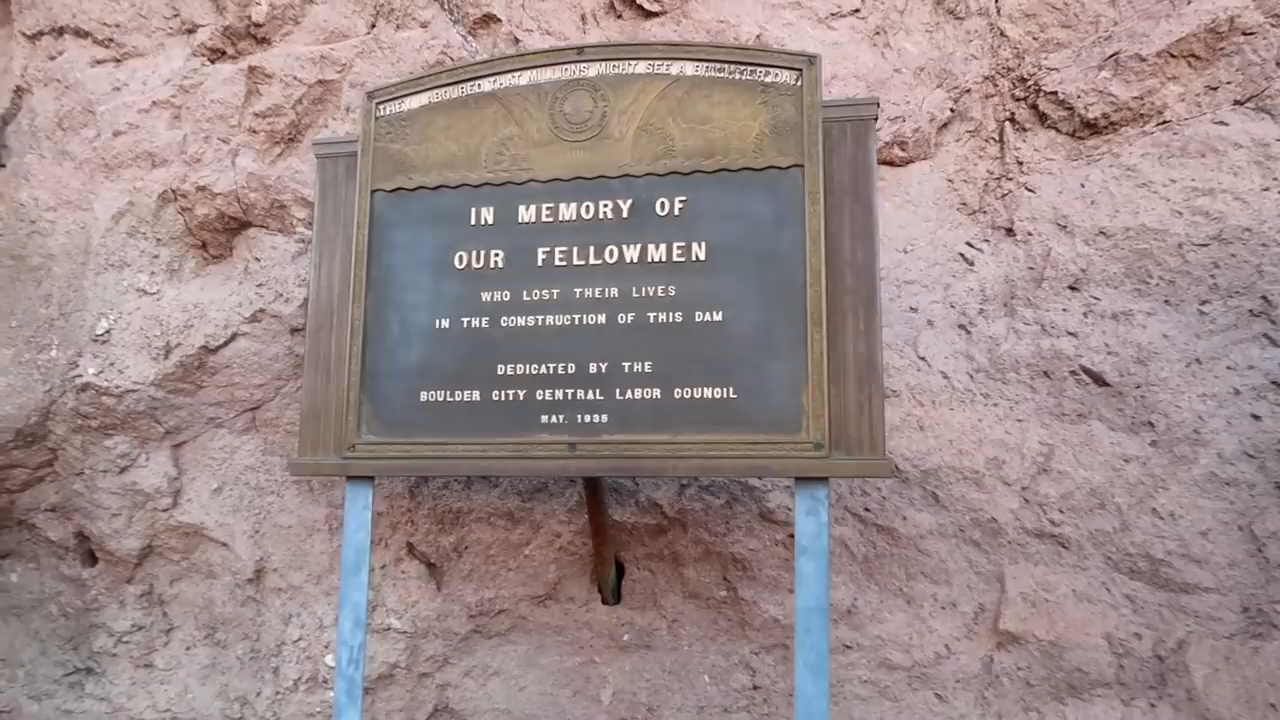 THEY LABOURED THAT MILLIONS MIGHT SEE A BRIGHTER DAY
IN MEMORY OF
OUR FELLOWMEN
WHO LOST THEIR LIVES
IN THE CONSTRUCTION OF THIS DAM
DEDICATED BY THE
BOULDER CITY CENTRAL LABOR COUNCIL
MAY. 1935